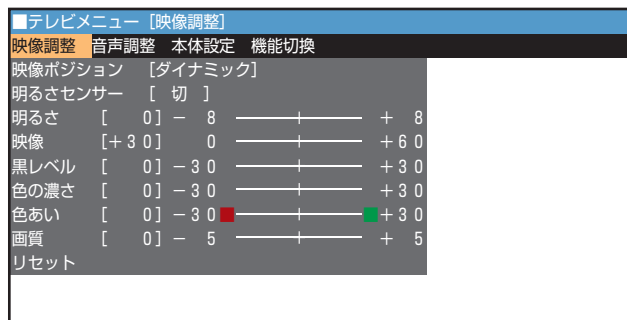 ■テレビメニュー [映像調整]
映像調整 音声調整 本体設定 機能切換
映像ポジション [ダイナミック]
明るさセンサー [ 切 ]
明るさ [ 0] − 8 + 8
映像 [+30] 0 +60
黒レベル [ 0] −30 +30
色の濃さ [ 0] −30 +30
色あい [ 0] −30 +30
画質 [ 0] − 5 + 5
リセット